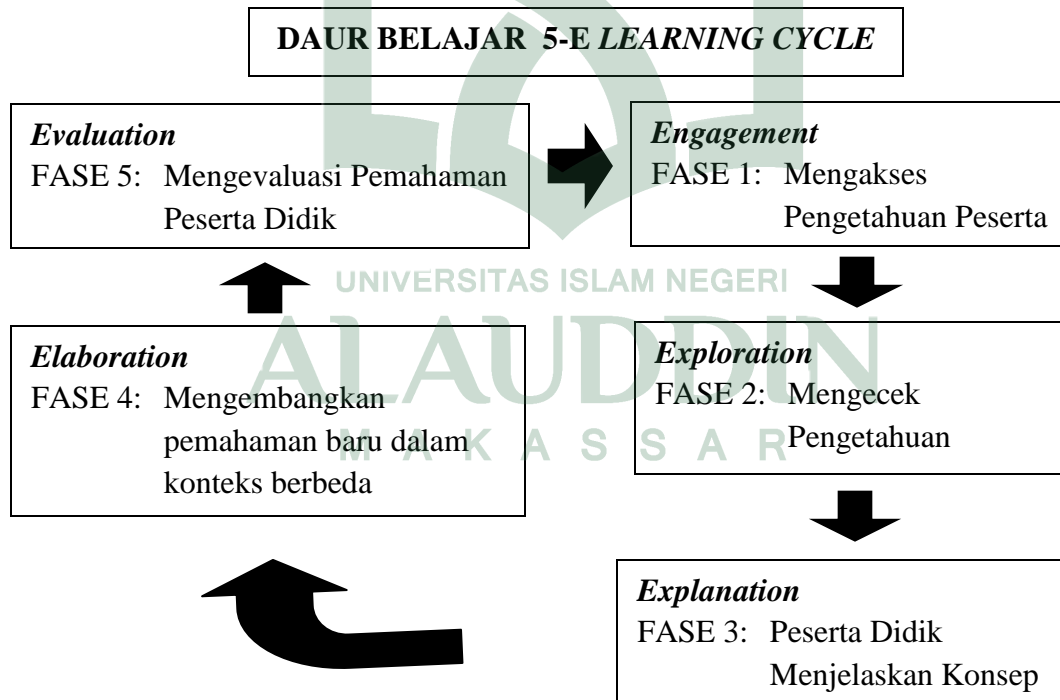 DAUR BELAJAR 5-E LEARNING CYCLE
Evaluation
FASE 5: Mengevaluasi Pemahaman
Peserta Didik
Engagement
FASE 1: Mengakses
Pengetahuan Peserta
UNIVERSITAS ISLAM NEGERI
ALAUDDIN
MAKASSAR
Elaboration
FASE 4: Mengembangkan
pemahaman baru dalam
konteks berbeda
Exploration
FASE 2: Mengecek
Pengetahuan
Explanation
FASE 3: Peserta Didik
Menjelaskan Konsep